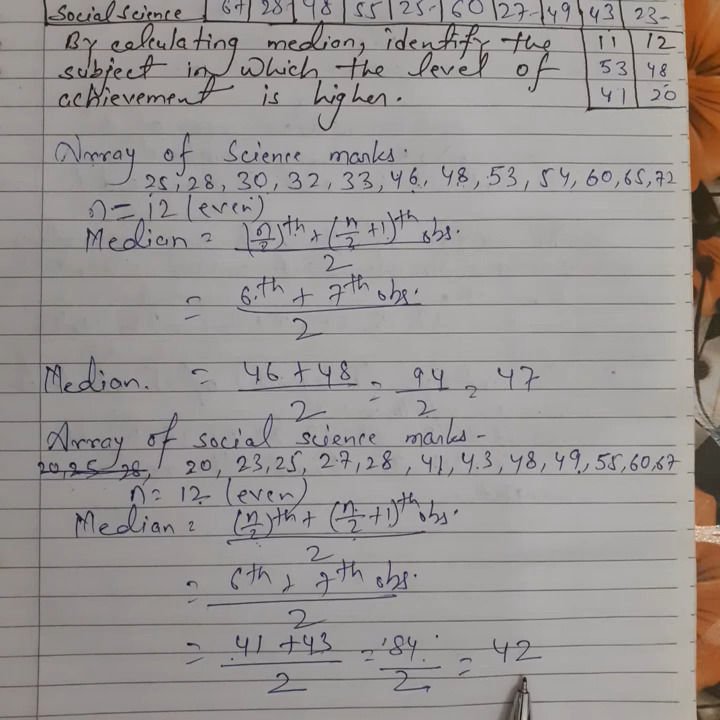 Social science 67 28 48 55 25 60 27 49 43 23
By calculating median, identify the 11 12
subject in which the level of 53 48
achievement is higher. 41 20
Array of Science marks.
25, 28, 30, 32, 33, 46, 48, 53, 54, 60, 65, 72
n = 12 (even)
Median = (n/2)th + (n/2 + 1)th obs.
2
= 6th + 7th obs.
2
Median. = 46 + 48 = 94 = 47
2 2
Array of social science marks -
20, 25, 28, 20, 23, 25, 27, 28, 41, 43, 48, 49, 55, 60, 67
n = 12 (even)
Median = (n/2)th + (n/2 + 1)th obs.
2
= 6th + 7th obs.
2
= 41 + 43 = 84 = 42
2 2